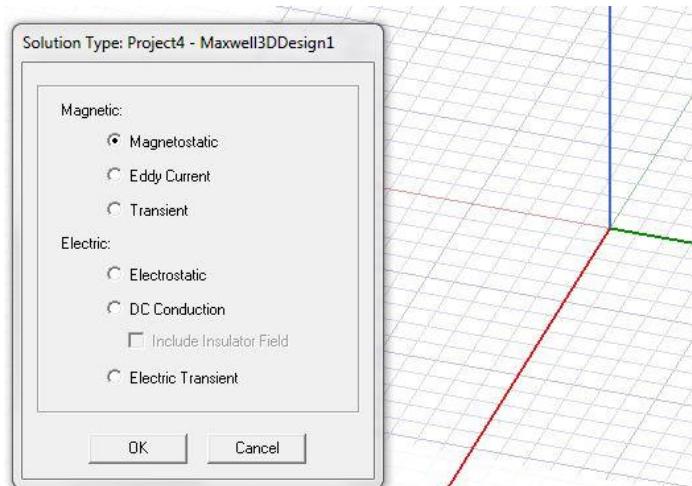 Solution Type: Project4 - Maxwell3DDesign1
Magnetic:
Magnetostatic
Eddy Current
Transient
Electric:
Electrostatic
DC Conduction
Include Insulator Field
Electric Transient
OK
Cancel